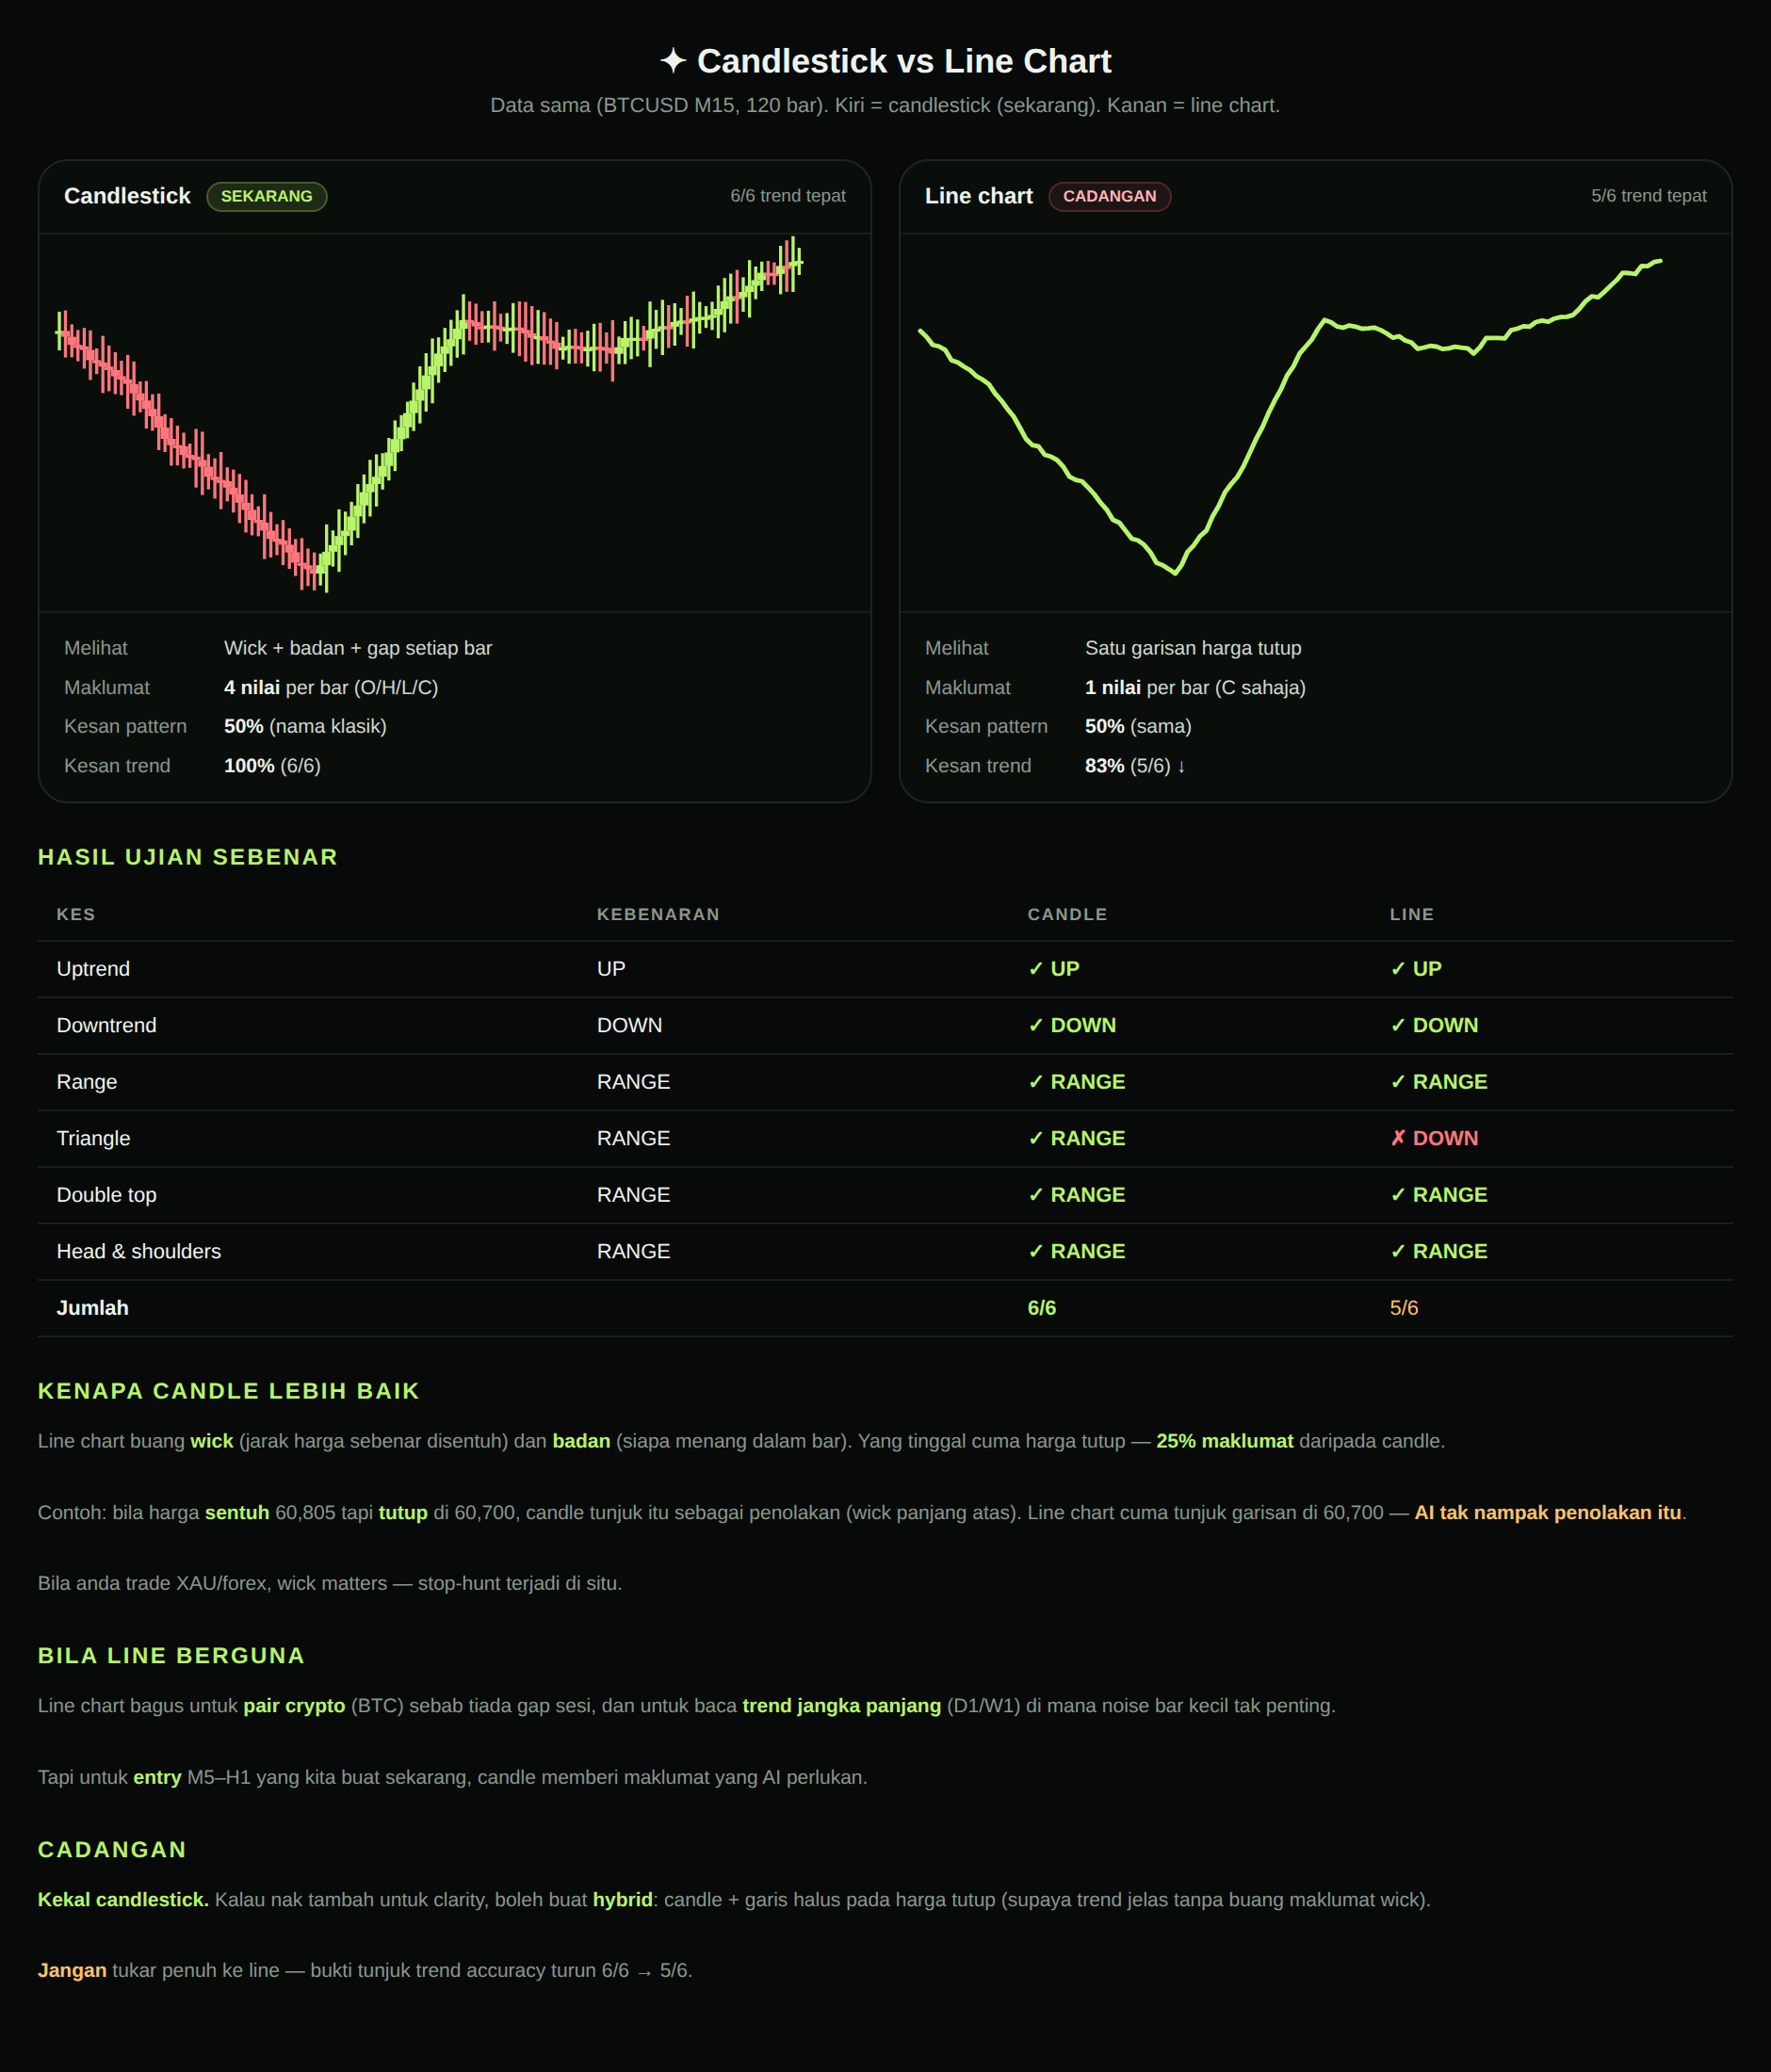 ✦ Candlestick vs Line Chart
Data sama (BTCUSD M15, 120 bar). Kiri = candlestick (sekarang). Kanan = line chart.
Candlestick SEKARANG 6/6 trend tepat
Melihat Wick + badan + gap setiap bar
Maklumat 4 nilai per bar (O/H/L/C)
Kesan pattern 50% (nama klasik)
Kesan trend 100% (6/6)
Line chart CADANGAN 5/6 trend tepat
Melihat Satu garisan harga tutup
Maklumat 1 nilai per bar (C sahaja)
Kesan pattern 50% (sama)
Kesan trend 83% (5/6) ↓
HASIL UJIAN SEBENAR
KES KEBENARAN CANDLE LINE
Uptrend UP ✓ UP ✓ UP
Downtrend DOWN ✓ DOWN ✓ DOWN
Range RANGE ✓ RANGE ✓ RANGE
Triangle RANGE ✓ RANGE ✗ DOWN
Double top RANGE ✓ RANGE ✓ RANGE
Head & shoulders RANGE ✓ RANGE ✓ RANGE
Jumlah 6/6 5/6
KENAPA CANDLE LEBIH BAIK
Line chart buang wick (jarak harga sebenar disentuh) dan badan (siapa menang dalam bar). Yang tinggal cuma harga tutup — 25% maklumat daripada candle.
Contoh: bila harga sentuh 60,805 tapi tutup di 60,700, candle tunjuk itu sebagai penolakan (wick panjang atas). Line chart cuma tunjuk garisan di 60,700 — AI tak nampak penolakan itu.
Bila anda trade XAU/forex, wick matters — stop-hunt terjadi di situ.
BILA LINE BERGUNA
Line chart bagus untuk pair crypto (BTC) sebab tiada gap sesi, dan untuk baca trend jangka panjang (D1/W1) di mana noise bar kecil tak penting.
Tapi untuk entry M5–H1 yang kita buat sekarang, candle memberi maklumat yang AI perlukan.
CADANGAN
Kekal candlestick. Kalau nak tambah untuk clarity, boleh buat hybrid: candle + garis halus pada harga tutup (supaya trend jelas tanpa buang maklumat wick).
Jangan tukar penuh ke line — bukti tunjuk trend accuracy turun 6/6 → 5/6.